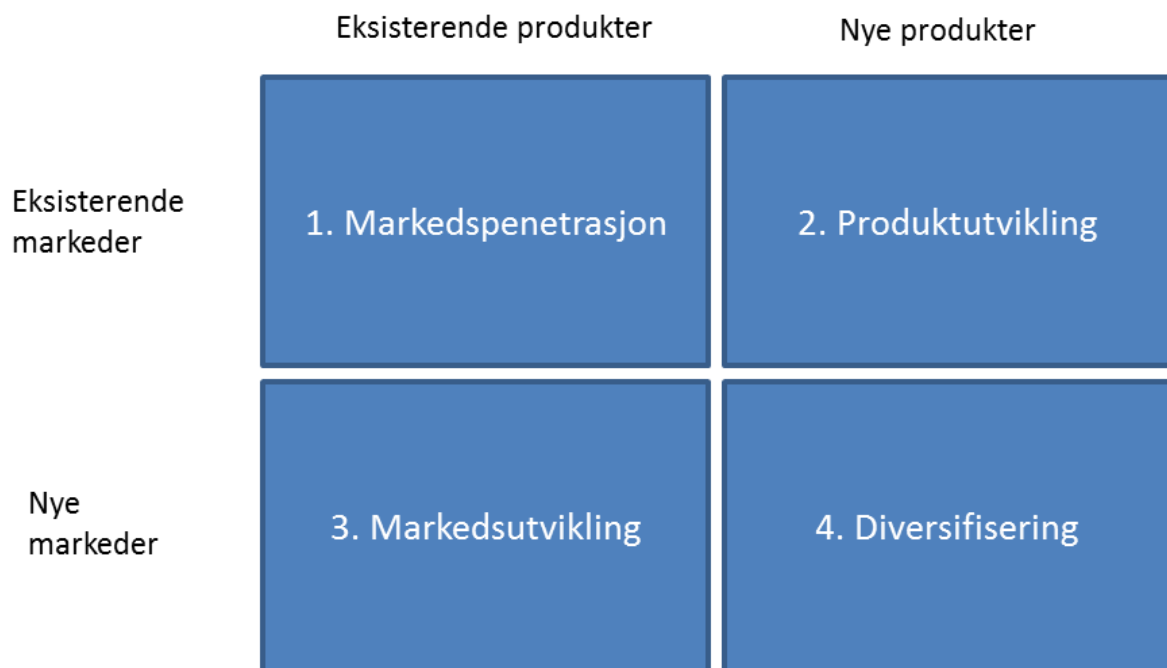 Eksisterende produkter
Nye produkter
Eksisterende
markeder
1. Markedspenetrasjon
2. Produktutvikling
Nye
markeder
3. Markedsutvikling
4. Diversifisering